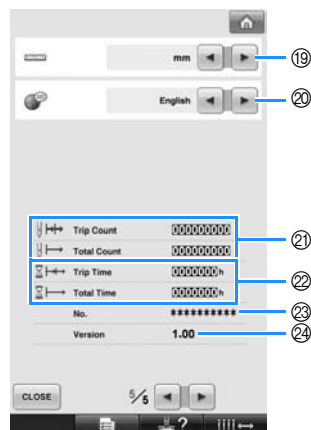 mm ⑲
English ⑳
Trip Count 000000000
Total Count 000000000 ㉑
Trip Time 0000000h
Total Time 0000000h ㉒
No. ********** ㉓
Version 1.00 ㉔
CLOSE 5/5
?